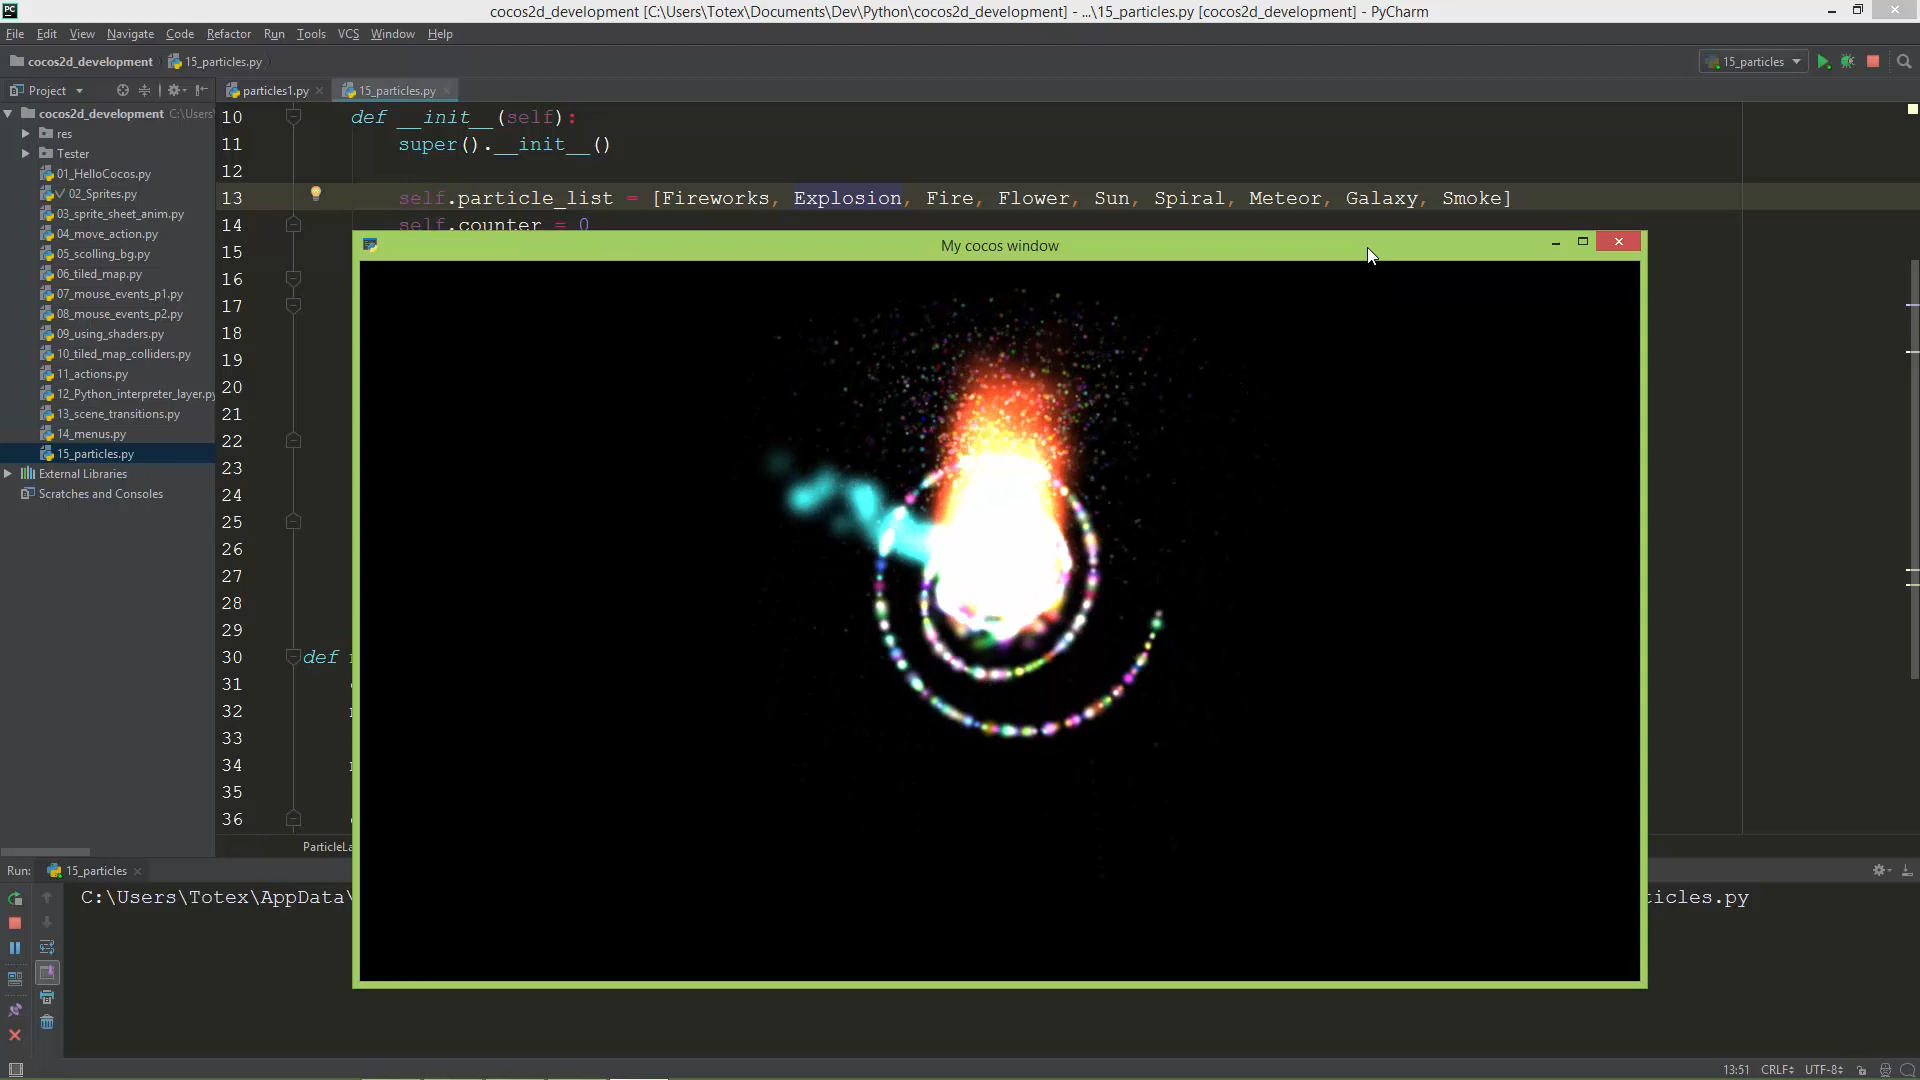 PC
cocos2d_development [C:\Users\Totex\Documents\Dev\Python\cocos2d_development] - ...\15_particles.py [cocos2d_development] - PyCharm
File Edit View Navigate Code Refactor Run Tools VCS Window Help
cocos2d_development 15_particles.py
15_particles
Project
particles1.py 15_particles.py
cocos2d_development C:\Users
res
Tester
01_HelloCocos.py
02_Sprites.py
03_sprite_sheet_anim.py
04_move_action.py
05_scolling_bg.py
06_tiled_map.py
07_mouse_events_p1.py
08_mouse_events_p2.py
09_using_shaders.py
10_tiled_map_colliders.py
11_actions.py
12_Python_interpreter_layer.py
13_scene_transitions.py
14_menus.py
15_particles.py
External Libraries
Scratches and Consoles
10 def __init__(self):
11 super().__init__()
12
13 self.particle_list = [Fireworks, Explosion, Fire, Flower, Sun, Spiral, Meteor, Galaxy, Smoke]
14 self.counter = 0
15
16
17
18
19
20
21
22
23
24
25
26
27
28
29
30 def
31
32
33
34
35
36
My cocos window
ParticleLa
Run: 15_particles
C:\Users\Totex\AppData\ ticles.py
13:51 CRLF UTF-8